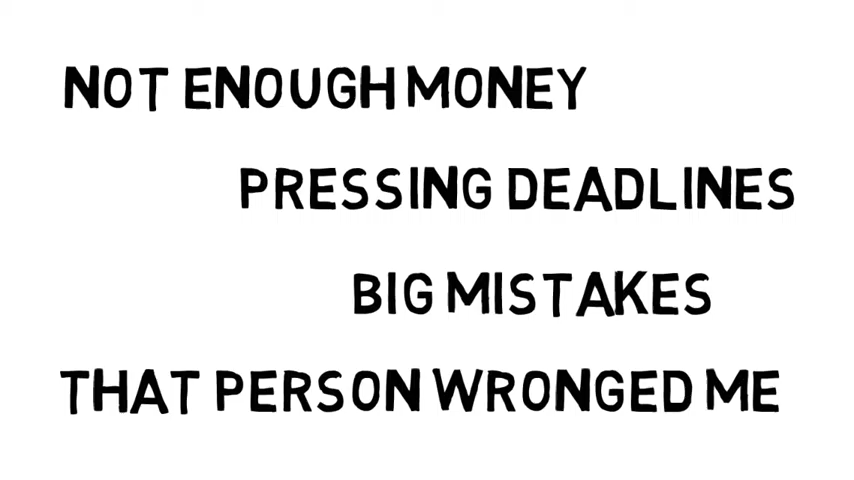 NOT ENOUGH MONEY
PRESSING DEADLINES
BIG MISTAKES
THAT PERSON WRONGED ME